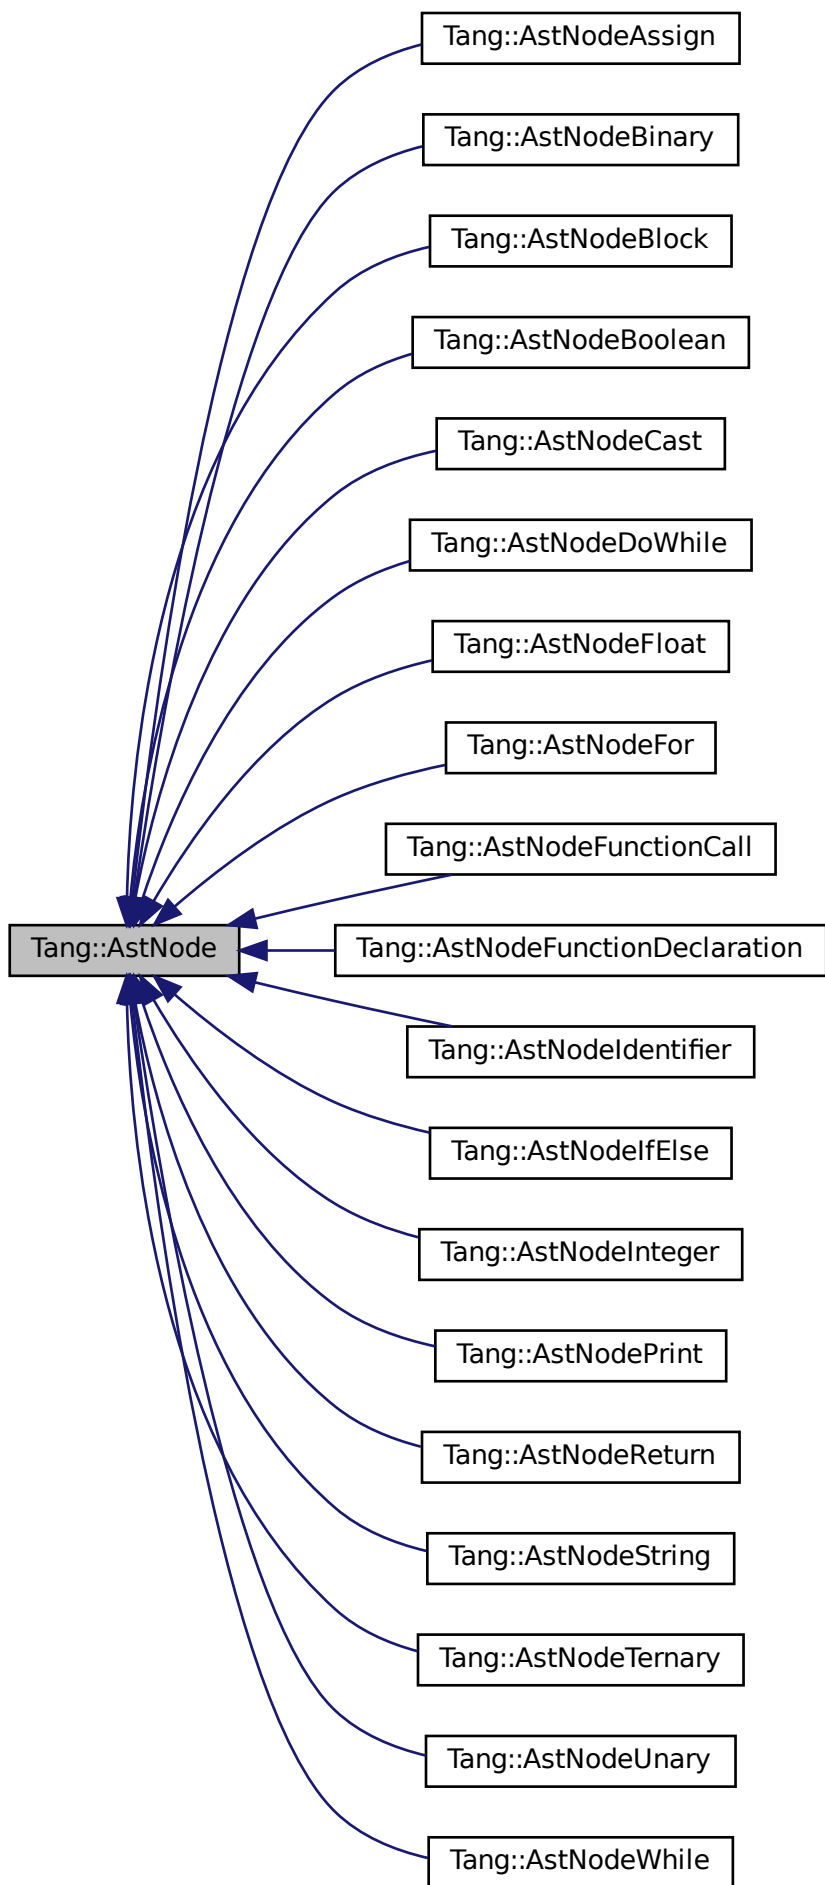 Tang::AstNodeAssign
Tang::AstNodeBinary
Tang::AstNodeBlock
Tang::AstNodeBoolean
Tang::AstNodeCast
Tang::AstNodeDoWhile
Tang::AstNodeFloat
Tang::AstNodeFor
Tang::AstNodeFunctionCall
Tang::AstNode
Tang::AstNodeFunctionDeclaration
Tang::AstNodeIdentifier
Tang::AstNodeIfElse
Tang::AstNodeInteger
Tang::AstNodePrint
Tang::AstNodeReturn
Tang::AstNodeString
Tang::AstNodeTernary
Tang::AstNodeUnary
Tang::AstNodeWhile